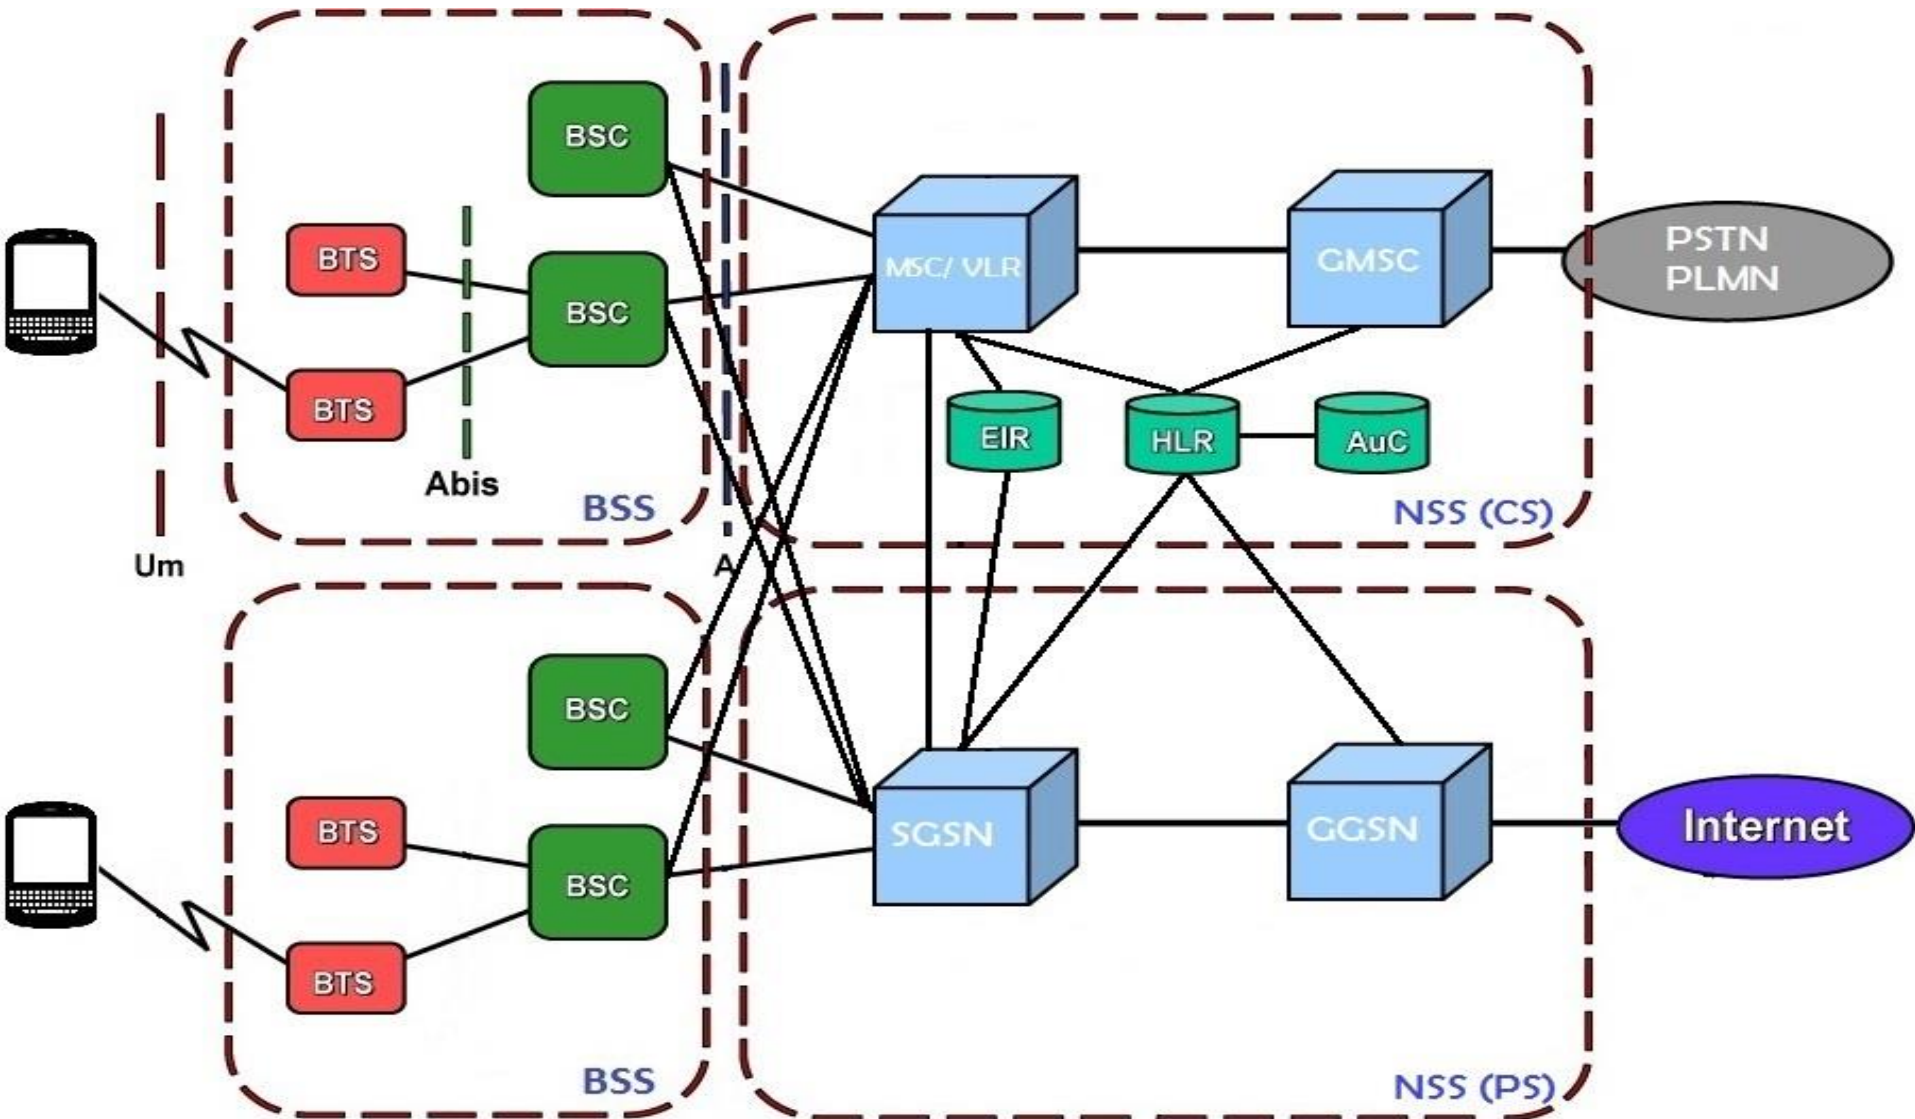 BSC
BTS
BSC
BTS
Abis
BSS
Um
A
MSC/ VLR
GMSC
PSTN
PLMN
EIR
HLR
AuC
NSS (CS)
BSC
BTS
BSC
BTS
BSS
SGSN
GGSN
Internet
NSS (PS)